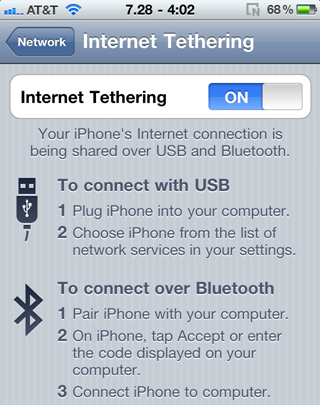 AT&T 7.28 - 4:02 N 68%
Network Internet Tethering
Internet Tethering ON
Your iPhone's Internet connection is
being shared over USB and Bluetooth.
To connect with USB
1 Plug iPhone into your computer.
2 Choose iPhone from the list of
network services in your settings.
To connect over Bluetooth
1 Pair iPhone with your computer.
2 On iPhone, tap Accept or enter
the code displayed on your
computer.
3 Connect iPhone to computer.